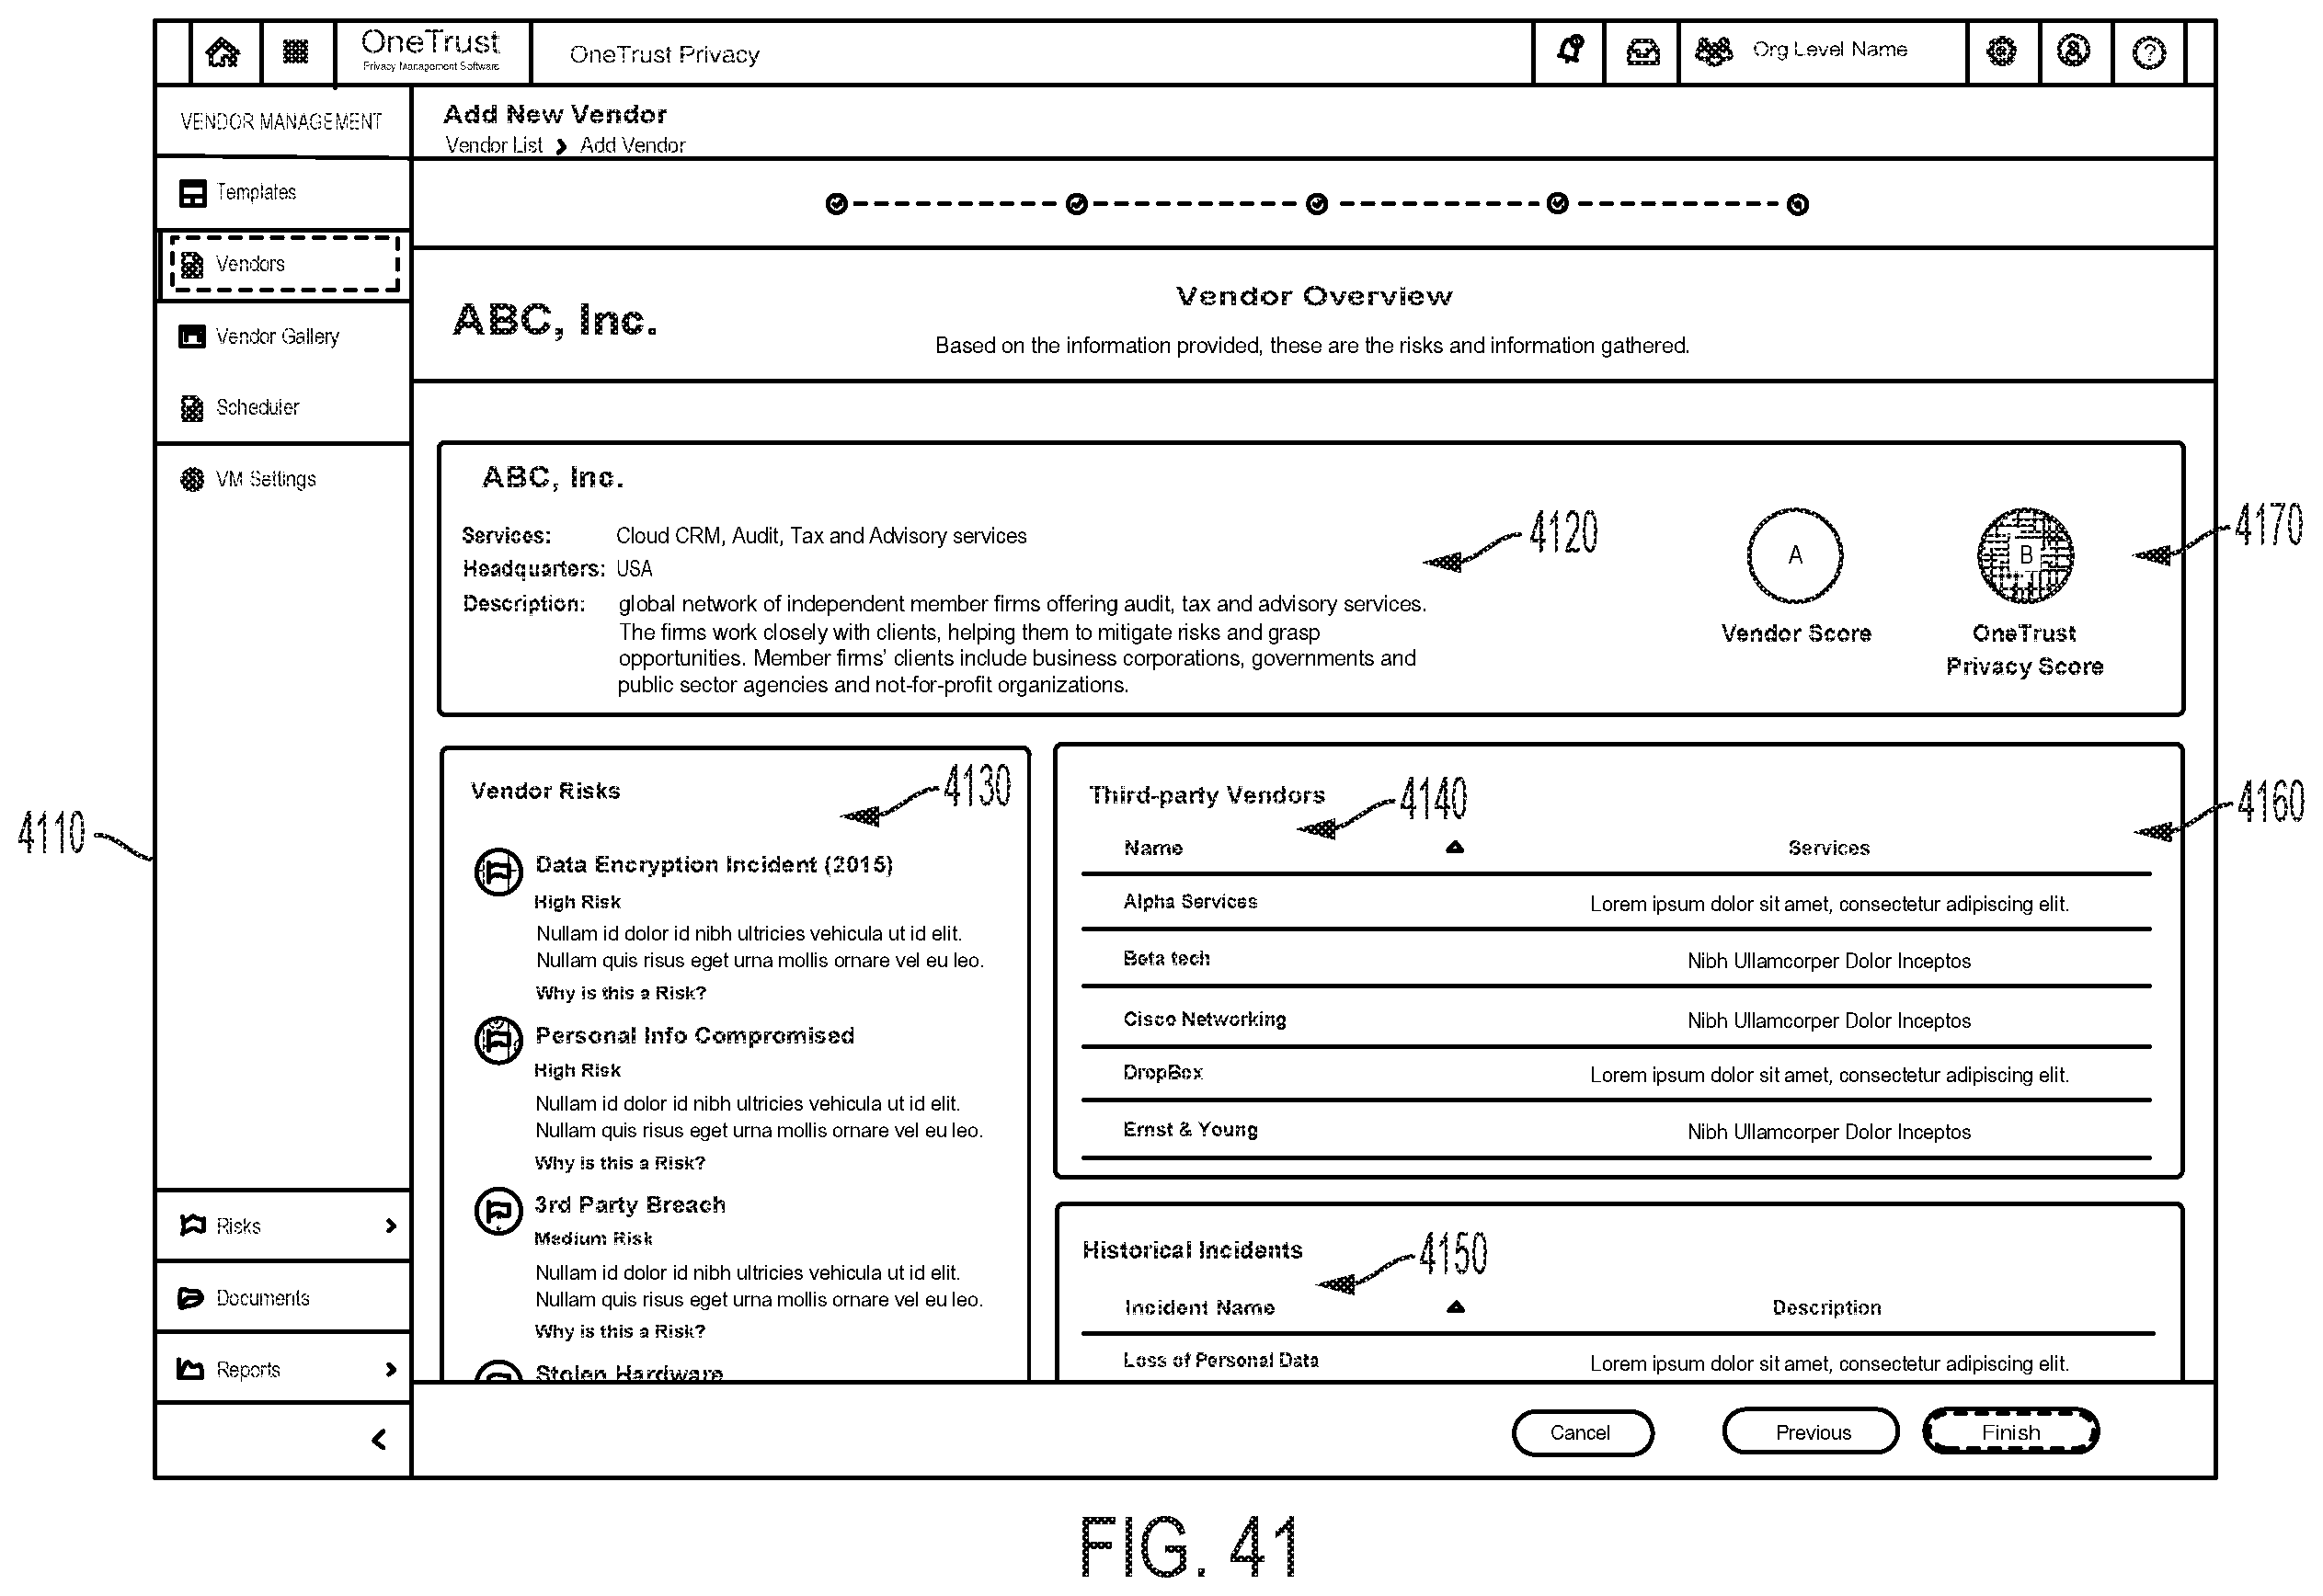 OneTrust
Privacy Management Software
OneTrust Privacy
Org Level Name
VENDOR MANAGEMENT
Add New Vendor
Vendor List > Add Vendor
Templates
Vendors
Vendor Gallery
Scheduler
VM Settings
ABC, Inc.
Vendor Overview
Based on the information provided, these are the risks and information gathered.
ABC, Inc.
Services: Cloud CRM, Audit, Tax and Advisory services
Headquarters: USA
Description: global network of independent member firms offering audit, tax and advisory services.
The firms work closely with clients, helping them to mitigate risks and grasp
opportunities. Member firms' clients include business corporations, governments and
public sector agencies and not-for-profit organizations.
4120
A
Vendor Score
B
OneTrust
Privacy Score
4170
4110
Vendor Risks
4130
Data Encryption Incident (2015)
High Risk
Nullam id dolor id nibh ultricies vehicula ut id elit.
Nullam quis risus eget urna mollis ornare vel eu leo.
Why is this a Risk?
Personal Info Compromised
High Risk
Nullam id dolor id nibh ultricies vehicula ut id elit.
Nullam quis risus eget urna mollis ornare vel eu leo.
Why is this a Risk?
3rd Party Breach
Medium Risk
Nullam id dolor id nibh ultricies vehicula ut id elit.
Nullam quis risus eget urna mollis ornare vel eu leo.
Why is this a Risk?
Stolen Hardware
Third-party Vendors
4140
4160
Name Services
Alpha Services Lorem ipsum dolor sit amet, consectetur adipiscing elit.
Beta tech Nibh Ullamcorper Dolor Inceptos
Cisco Networking Nibh Ullamcorper Dolor Inceptos
DropBox Lorem ipsum dolor sit amet, consectetur adipiscing elit.
Ernst & Young Nibh Ullamcorper Dolor Inceptos
Historical Incidents
4150
Incident Name Description
Loss of Personal Data Lorem ipsum dolor sit amet, consectetur adipiscing elit.
Risks >
Documents
Reports >
<
Cancel
Previous
Finish
FIG. 41